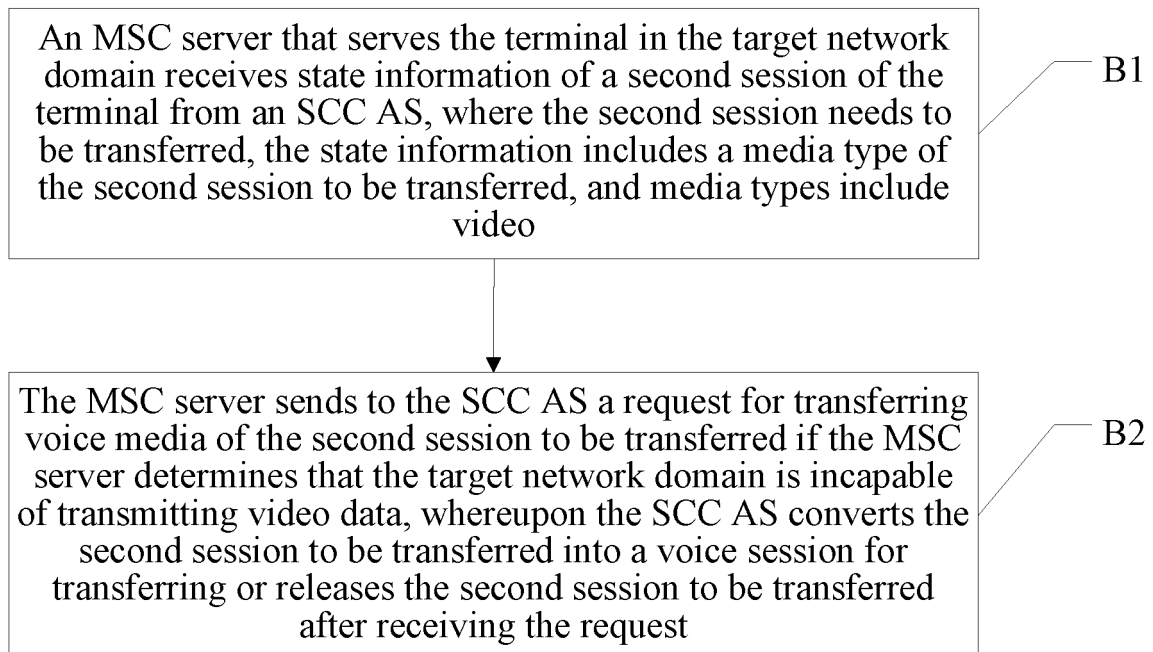 An MSC server that serves the terminal in the target network
domain receives state information of a second session of the
terminal from an SCC AS, where the second session needs to
be transferred, the state information includes a media type of
the second session to be transferred, and media types include
video
B1
The MSC server sends to the SCC AS a request for transferring
voice media of the second session to be transferred if the MSC
server determines that the target network domain is incapable
of transmitting video data, whereupon the SCC AS converts the
second session to be transferred into a voice session for
transferring or releases the second session to be transferred
after receiving the request
B2